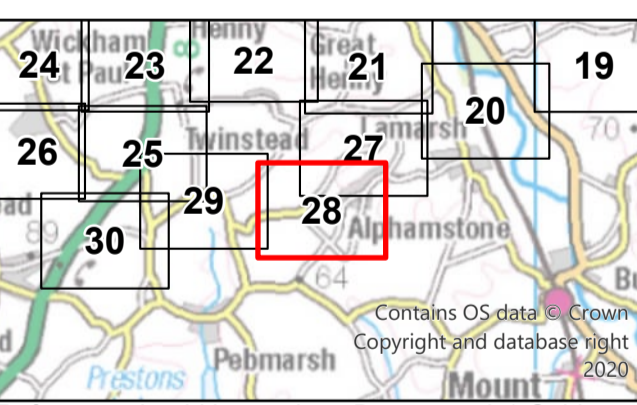 Wickham
St Paul
Henny
Great
Henny
24
23
22
21
19
20
70
Twinstead
Lamarsh
26
25
27
29
28
Alphamstone
89
30
64
Contains OS data © Crown
Copyright and database right
2020
Pebmarsh
Prestons
Mount